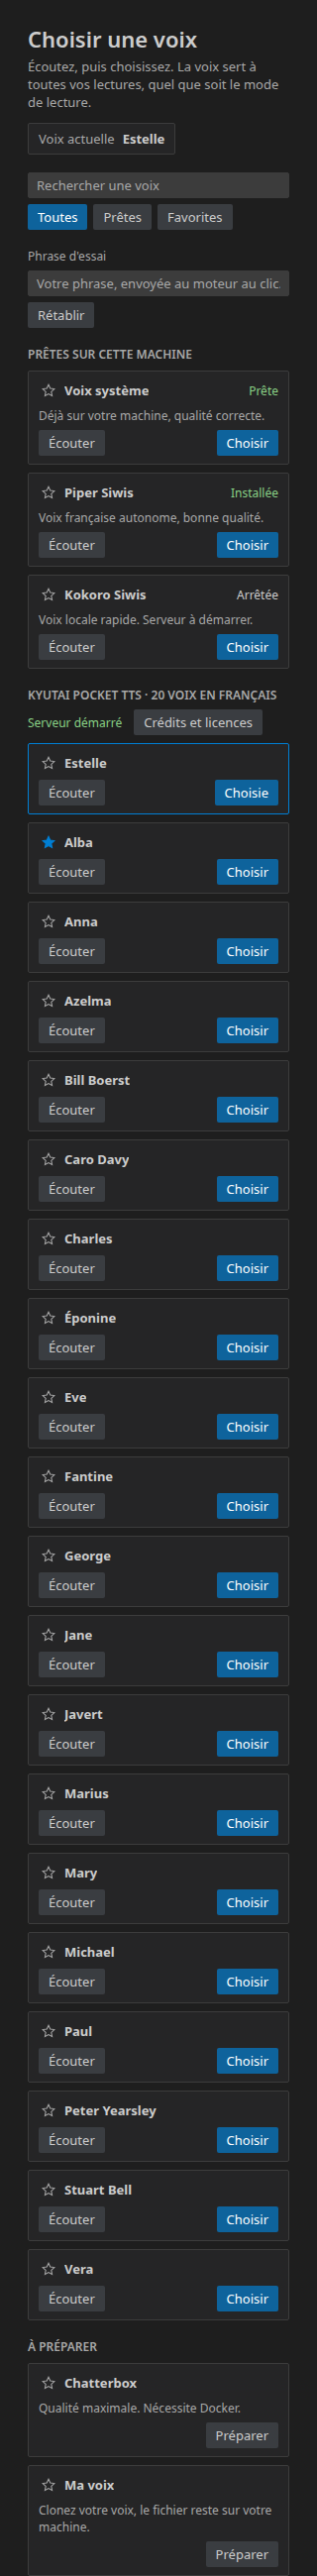 Choisir une voix
Écoutez, puis choisissez. La voix sert à
toutes vos lectures, quel que soit le mode
de lecture.
Voix actuelle Estelle
Rechercher une voix
Toutes Prêtes Favorites
Phrase d'essai
Votre phrase, envoyée au moteur au clic.
Rétablir
PRÊTES SUR CETTE MACHINE
Voix système Prête
Déjà sur votre machine, qualité correcte.
Écouter Choisir
Piper Siwis Installée
Voix française autonome, bonne qualité.
Écouter Choisir
Kokoro Siwis Arrêtée
Voix locale rapide. Serveur à démarrer.
Écouter Choisir
KYUTAI POCKET TTS · 20 VOIX EN FRANÇAIS
Serveur démarré Crédits et licences
Estelle
Écouter Choisie
Alba
Écouter Choisir
Anna
Écouter Choisir
Azelma
Écouter Choisir
Bill Boerst
Écouter Choisir
Caro Davy
Écouter Choisir
Charles
Écouter Choisir
Éponine
Écouter Choisir
Eve
Écouter Choisir
Fantine
Écouter Choisir
George
Écouter Choisir
Jane
Écouter Choisir
Javert
Écouter Choisir
Marius
Écouter Choisir
Mary
Écouter Choisir
Michael
Écouter Choisir
Paul
Écouter Choisir
Peter Yearsley
Écouter Choisir
Stuart Bell
Écouter Choisir
Vera
Écouter Choisir
À PRÉPARER
Chatterbox
Qualité maximale. Nécessite Docker.
Préparer
Ma voix
Clonez votre voix, le fichier reste sur votre
machine.
Préparer